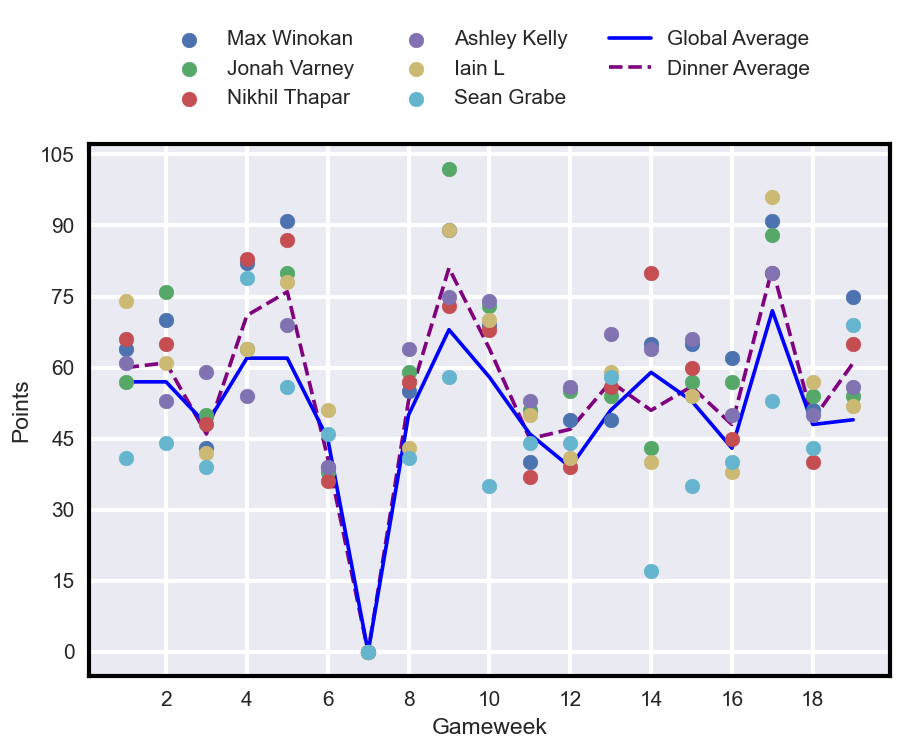 Max Winokan
Jonah Varney
Nikhil Thapar
Ashley Kelly
Iain L
Sean Grabe
Global Average
Dinner Average
105
90
75
60
45
30
15
0
Points
2 4 6 8 10 12 14 16 18
Gameweek